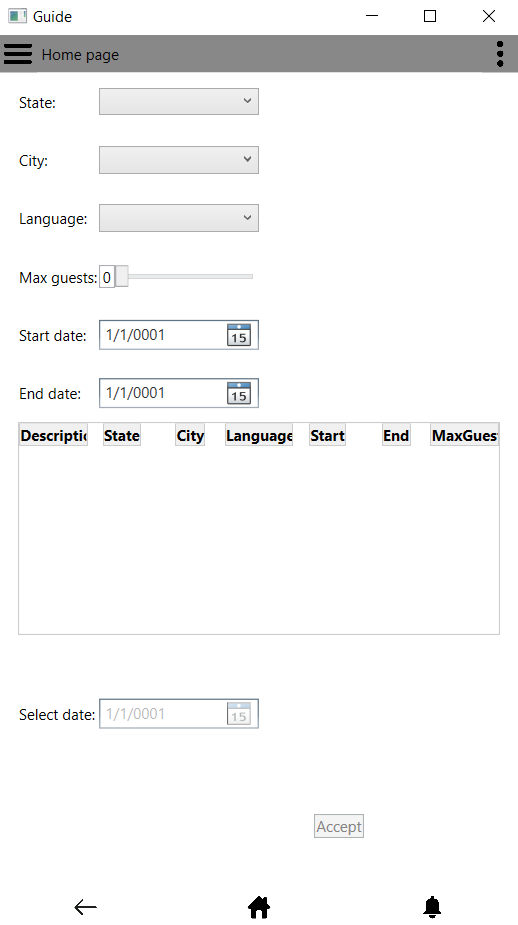 Guide
Home page
State:
City:
Language:
Max guests: 0
Start date: 1/1/0001 15
End date: 1/1/0001 15
Descriptic State City Language Start End MaxGues
Select date: 1/1/0001 15
Accept